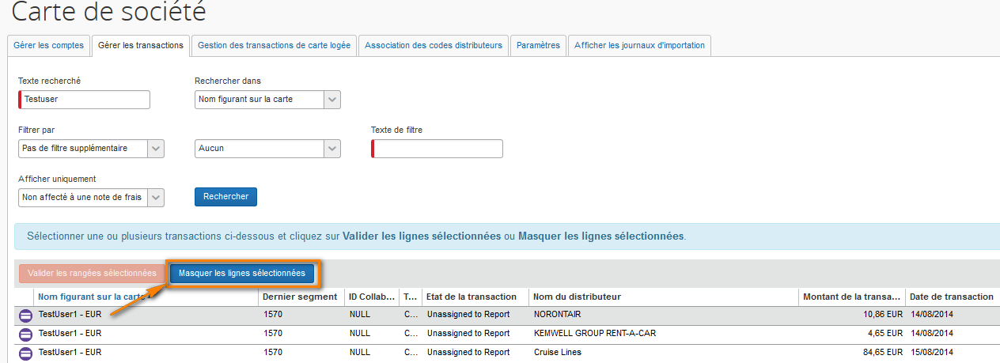 Carte de société
Gérer les comptes Gérer les transactions Gestion des transactions de carte logée Association des codes distributeurs Paramètres Afficher les journaux d'importation
Texte recherché Rechercher dans
Testuser Nom figurant sur la carte
Filtrer par Texte de filtre
Pas de filtre supplémentaire Aucun
Afficher uniquement
Non affecté à une note de frais Rechercher
Sélectionner une ou plusieurs transactions ci-dessous et cliquez sur Valider les lignes sélectionnées ou Masquer les lignes sélectionnées.
Valider les rangées sélectionnées Masquer les lignes sélectionnées
Nom figurant sur la carte Dernier segment ID Collab... T... Etat de la transaction Nom du distributeur Montant de la transa... Date de transaction
TestUser1 - EUR 1570 NULL C... Unassigned to Report NORONTAIR 10,86 EUR 14/08/2014
TestUser1 - EUR 1570 NULL C... Unassigned to Report KEMWELL GROUP RENT-A-CAR 4,65 EUR 14/08/2014
TestUser1 - EUR 1570 NULL C... Unassigned to Report Cruise Lines 84,65 EUR 15/08/2014